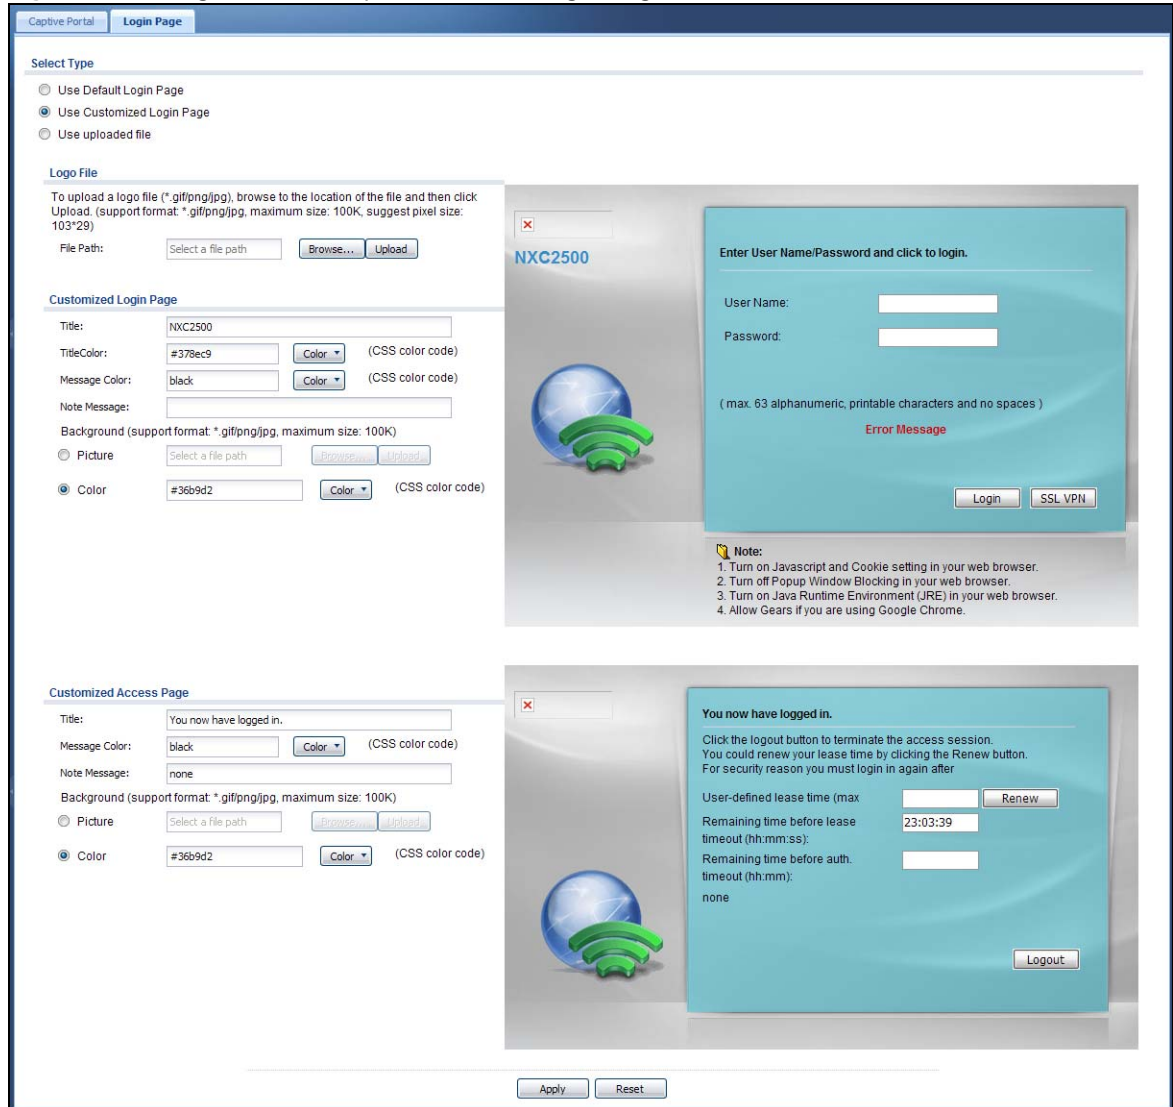 Captive Portal
Login Page
Select Type
Use Default Login Page
Use Customized Login Page
Use uploaded file
Logo File
To upload a logo file (*.gif/png/jpg), browse to the location of the file and then click
Upload. (support format: *.gif/png/jpg, maximum size: 100K, suggest pixel size:
103*29)
File Path: Select a file path Browse... Upload
Customized Login Page
Title: NXC2500
TitleColor: #378ec9 Color (CSS color code)
Message Color: black Color (CSS color code)
Note Message:
Background (support format: *.gif/png/jpg, maximum size: 100K)
Picture Select a file path Browse... Upload
Color #36b9d2 Color (CSS color code)
NXC2500
Enter User Name/Password and click to login.
User Name:
Password:
( max. 63 alphanumeric, printable characters and no spaces )
Error Message
Login SSL VPN
Note:
1. Turn on Javascript and Cookie setting in your web browser.
2. Turn off Popup Window Blocking in your web browser.
3. Turn on Java Runtime Environment (JRE) in your web browser.
4. Allow Gears if you are using Google Chrome.
Customized Access Page
Title: You now have logged in.
Message Color: black Color (CSS color code)
Note Message: none
Background (support format: *.gif/png/jpg, maximum size: 100K)
Picture Select a file path Browse... Upload
Color #36b9d2 Color (CSS color code)
You now have logged in.
Click the logout button to terminate the access session.
You could renew your lease time by clicking the Renew button.
For security reason you must login in again after
User-defined lease time (max Renew
Remaining time before lease 23:03:39
timeout (hh:mm:ss):
Remaining time before auth.
timeout (hh:mm):
none
Logout
Apply Reset